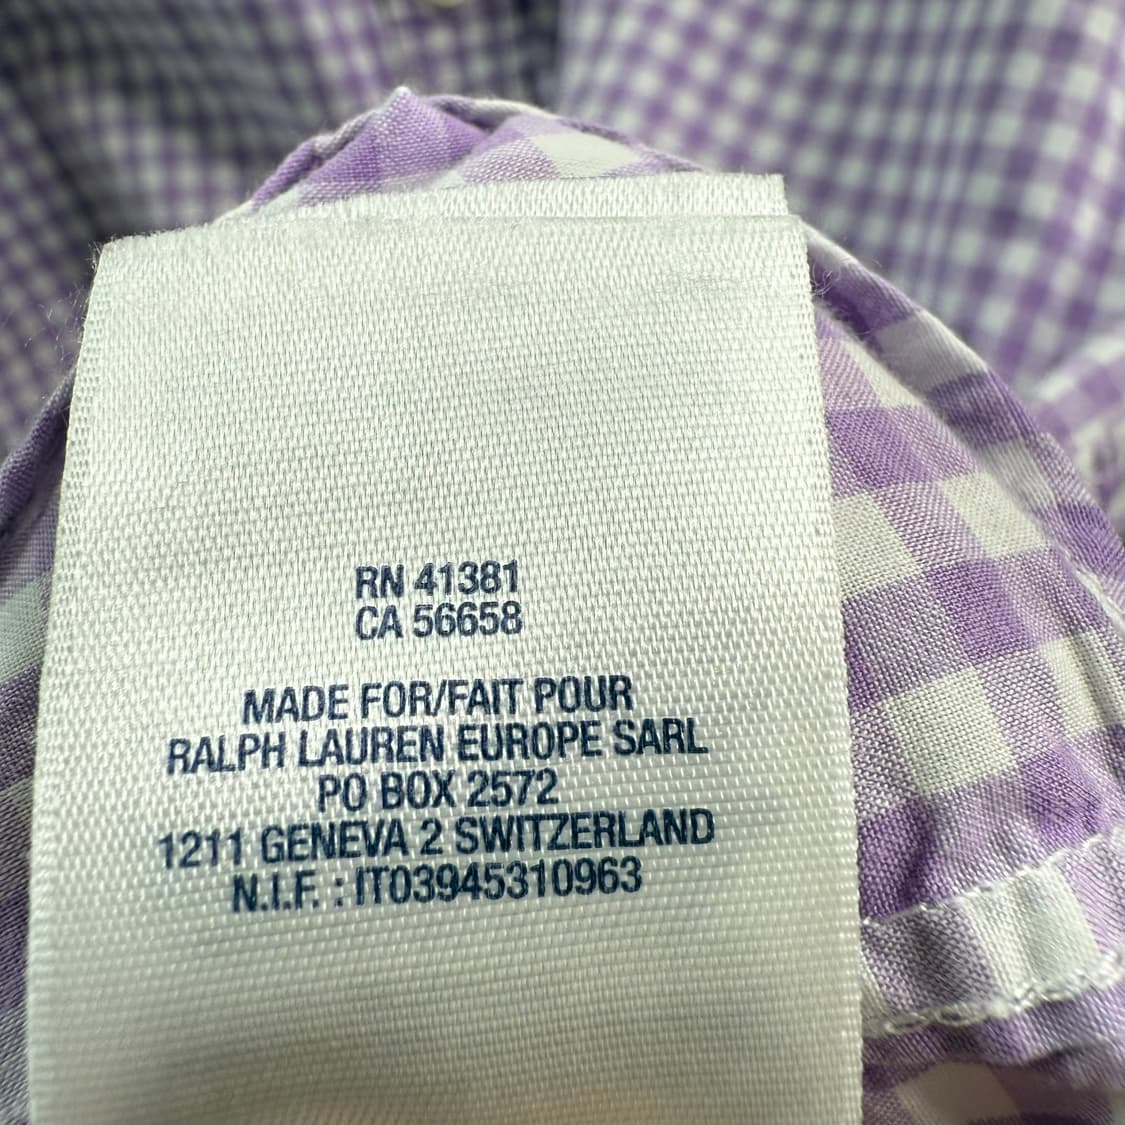 RN 41381
CA 56658
MADE FOR/FAIT POUR
RALPH LAUREN EUROPE SARL
PO BOX 2572
1211 GENEVA 2 SWITZERLAND
N.I.F. : IT03945310963